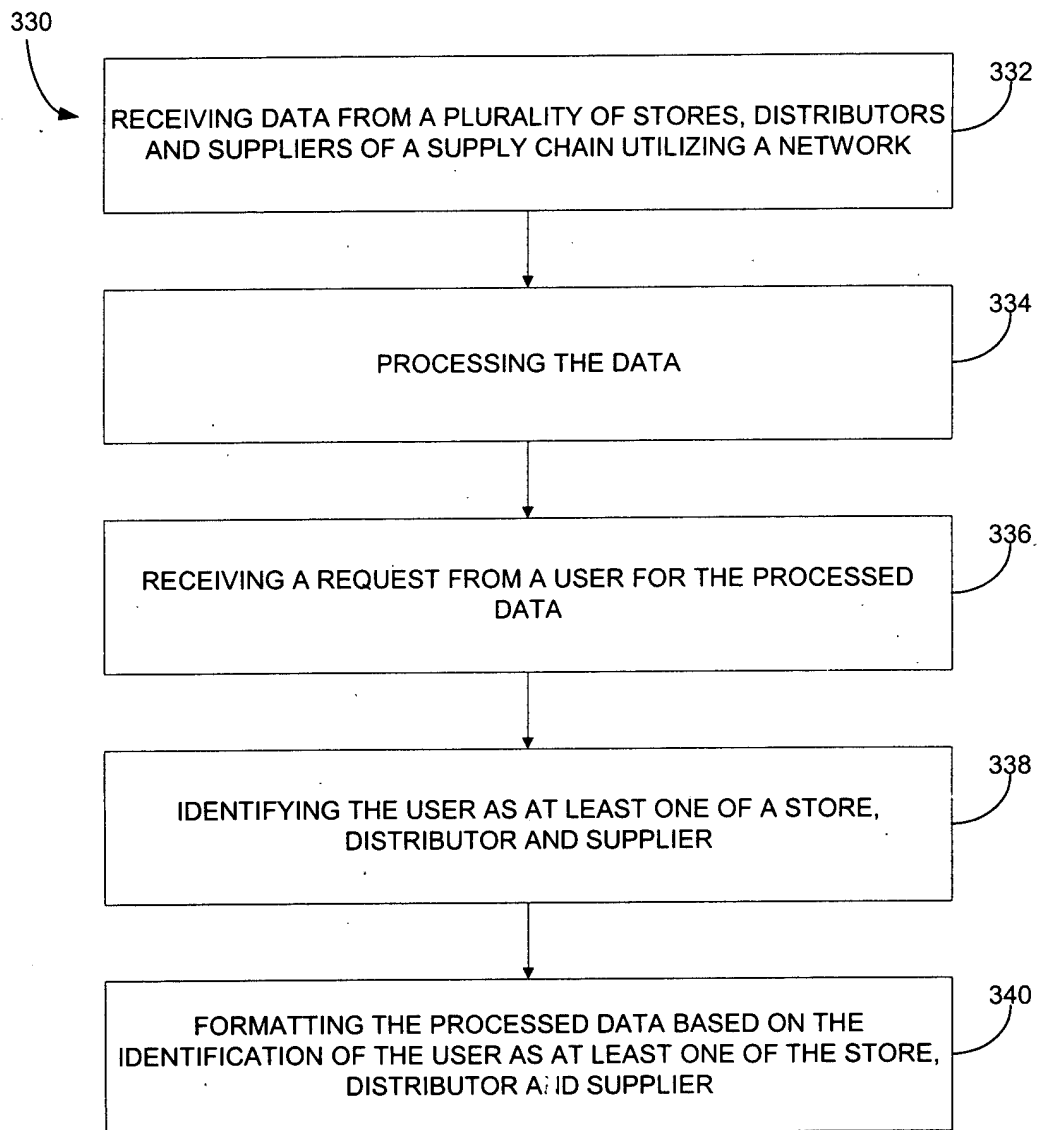 330
332
RECEIVING DATA FROM A PLURALITY OF STORES, DISTRIBUTORS
AND SUPPLIERS OF A SUPPLY CHAIN UTILIZING A NETWORK
334
PROCESSING THE DATA
336
RECEIVING A REQUEST FROM A USER FOR THE PROCESSED
DATA
338
IDENTIFYING THE USER AS AT LEAST ONE OF A STORE,
DISTRIBUTOR AND SUPPLIER
340
FORMATTING THE PROCESSED DATA BASED ON THE
IDENTIFICATION OF THE USER AS AT LEAST ONE OF THE STORE,
DISTRIBUTOR AND SUPPLIER